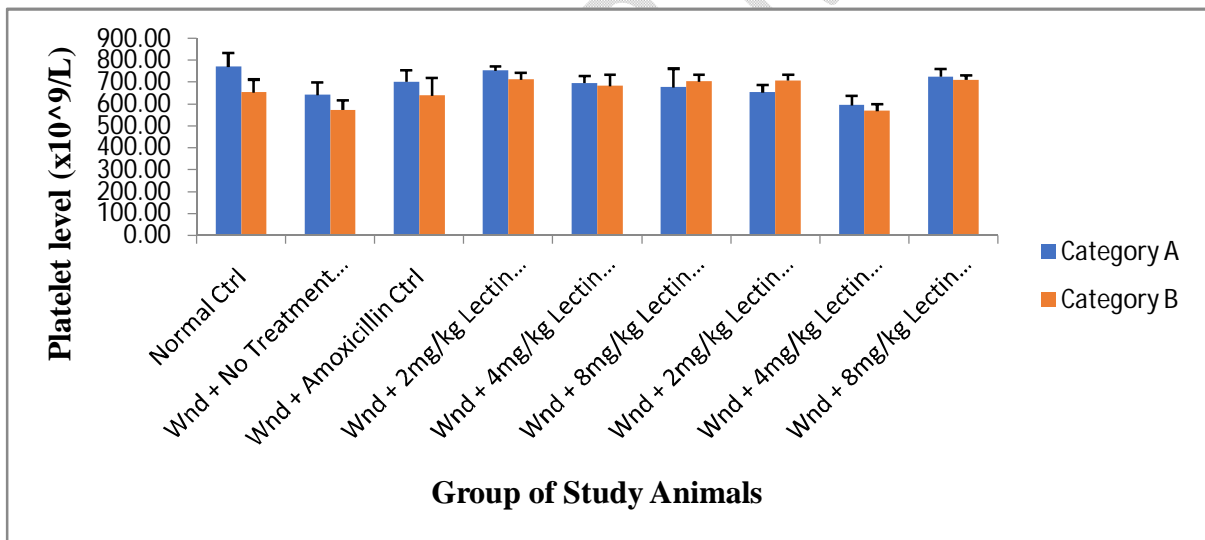 Platelet level (x10^9/L)
900.00
800.00
700.00
600.00
500.00
400.00
300.00
200.00
100.00
0.00
Normal Ctrl
Wnd + No Treatment...
Wnd + Amoxicillin Ctrl
Wnd + 2mg/kg Lectin...
Wnd + 4mg/kg Lectin...
Wnd + 8mg/kg Lectin...
Wnd + 2mg/kg Lectin...
Wnd + 4mg/kg Lectin...
Wnd + 8mg/kg Lectin...
Category A
Category B
Group of Study Animals